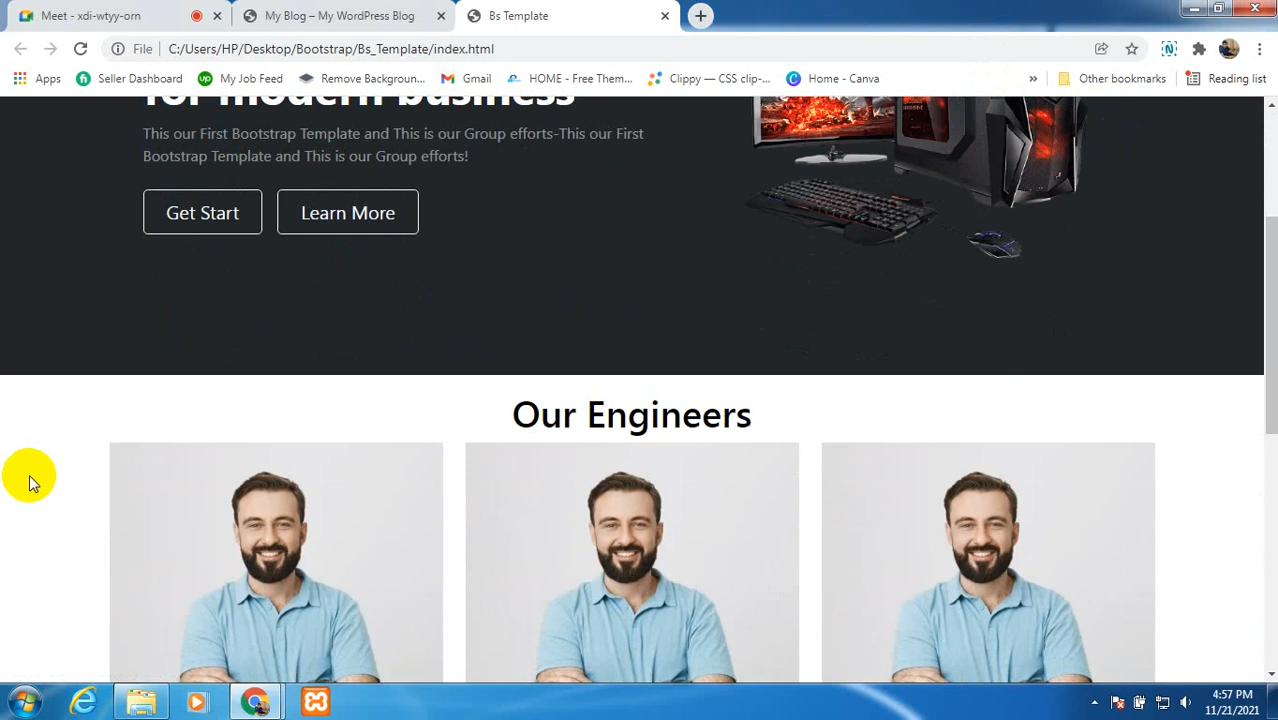 Meet - xdi-wtyy-orn
My Blog – My WordPress Blog
Bs Template
File
C:/Users/HP/Desktop/Bootstrap/Bs_Template/index.html
Apps
Seller Dashboard
My Job Feed
Remove Backgroun...
Gmail
HOME - Free Them...
Clippy — CSS clip-...
Home - Canva
»
Other bookmarks
Reading list
for modern business
This our First Bootstrap Template and This is our Group efforts-This our First
Bootstrap Template and This is our Group efforts!
Get Start
Learn More
Our Engineers
4:57 PM
11/21/2021